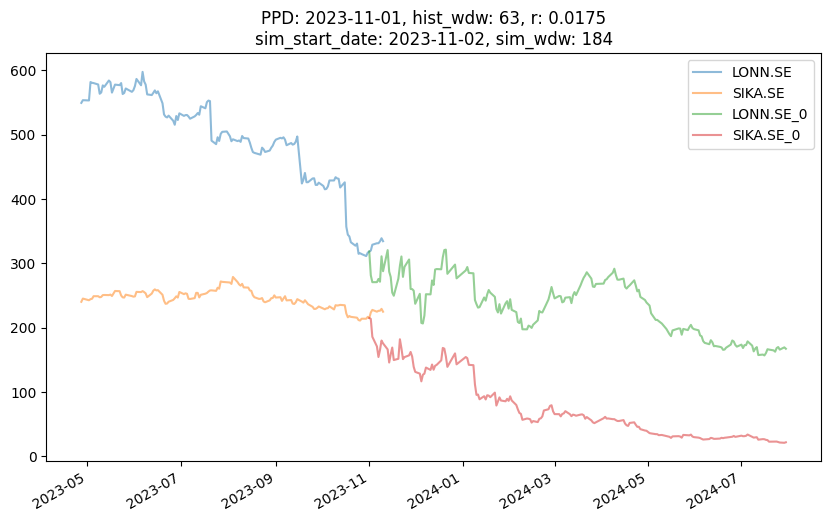 PPD: 2023-11-01, hist_wdw: 63, r: 0.0175
sim_start_date: 2023-11-02, sim_wdw: 184
LONN.SE
SIKA.SE
LONN.SE_0
SIKA.SE_0
600
500
400
300
200
100
0
2023-05
2023-07
2023-09
2023-11
2024-01
2024-03
2024-05
2024-07